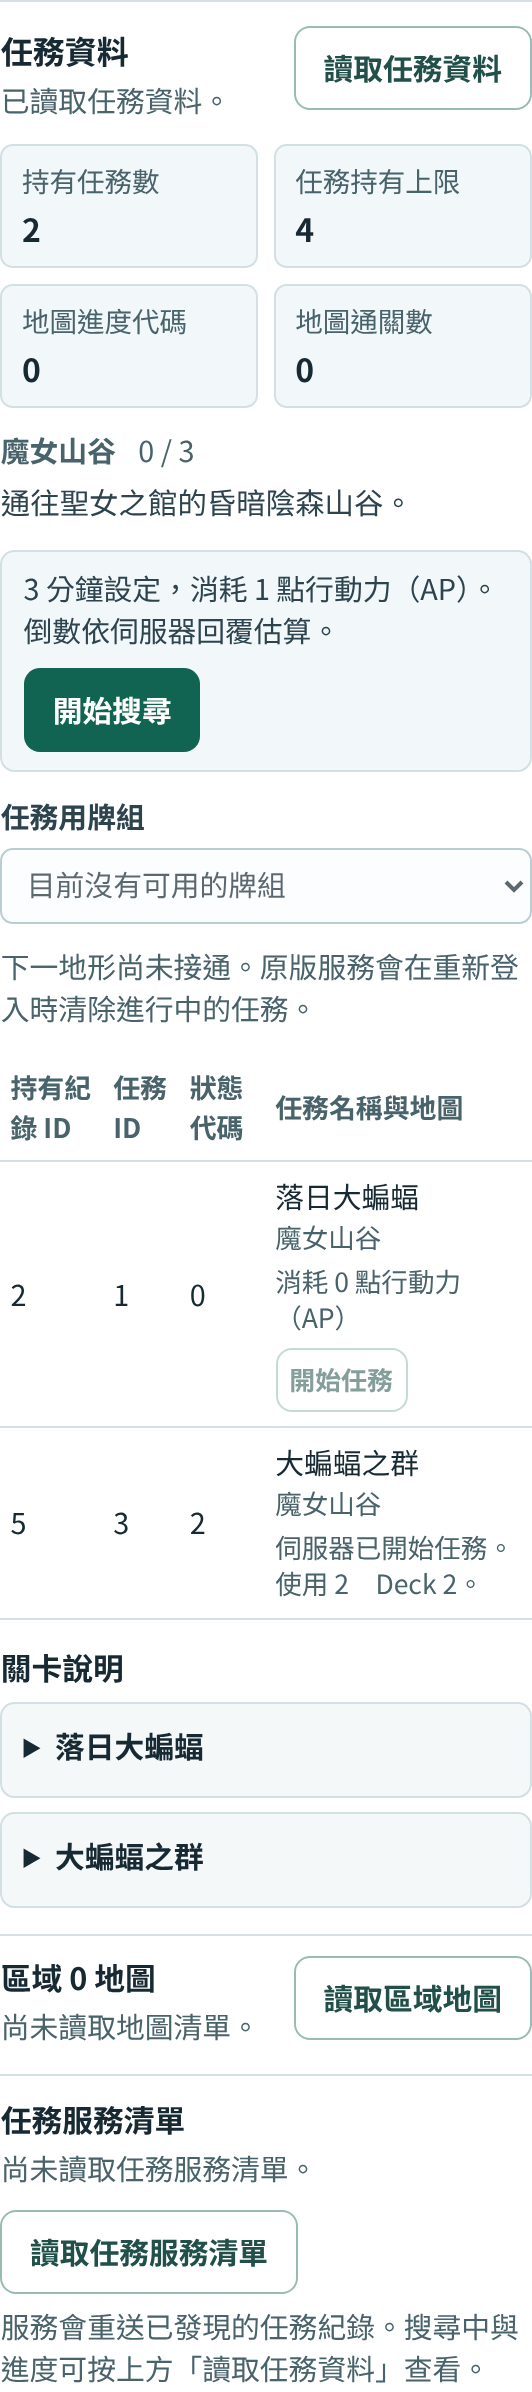 任務資料
讀取任務資料
已讀取任務資料。
持有任務數
2
任務持有上限
4
地圖進度代碼
0
地圖通關數
0
魔女山谷 0 / 3
通往聖女之館的昏暗陰森山谷。
3 分鐘設定，消耗 1 點行動力（AP）。
倒數依伺服器回覆估算。
開始搜尋
任務用牌組
目前沒有可用的牌組
下一地形尚未接通。原版服務會在重新登
入時清除進行中的任務。
持有紀
錄 ID
任務
ID
狀態
代碼
任務名稱與地圖
2
1
0
落日大蝙蝠
魔女山谷
消耗 0 點行動力
（AP）
開始任務
5
3
2
大蝙蝠之群
魔女山谷
伺服器已開始任務。
使用 2　Deck 2。
關卡說明
▶ 落日大蝙蝠
▶ 大蝙蝠之群
區域 0 地圖
讀取區域地圖
尚未讀取地圖清單。
任務服務清單
尚未讀取任務服務清單。
讀取任務服務清單
服務會重送已發現的任務紀錄。搜尋中與
進度可按上方「讀取任務資料」查看。